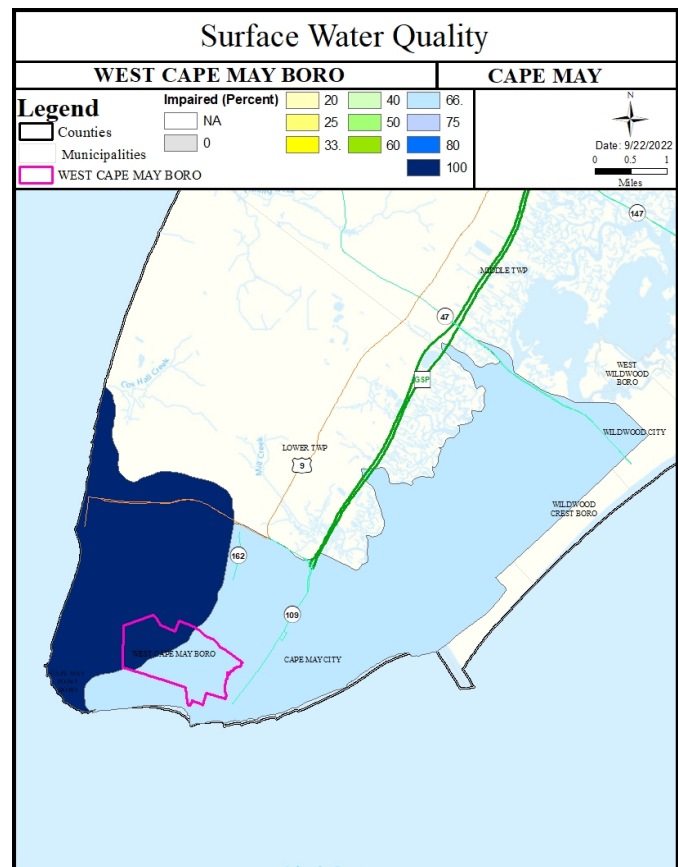 Surface Water Quality
WEST CAPE MAY BORO
CAPE MAY
Legend
Counties
Municipalities
WEST CAPE MAY BORO
Impaired (Percent)
NA
0
20
25
33.
40
50
60
66.
75
80
100
N
Date: 9/22/2022
0 0.5 1
Miles
147
MIDDLE TWP
47
GSP
WEST
WILDWOOD
BORO
Cox Hall Creek
WILDWOOD CITY
LOWER TWP
Mill Creek
9
WILDWOOD
CREST BORO
162
109
WEST CAPE MAY BORO
CAPE MAY CITY